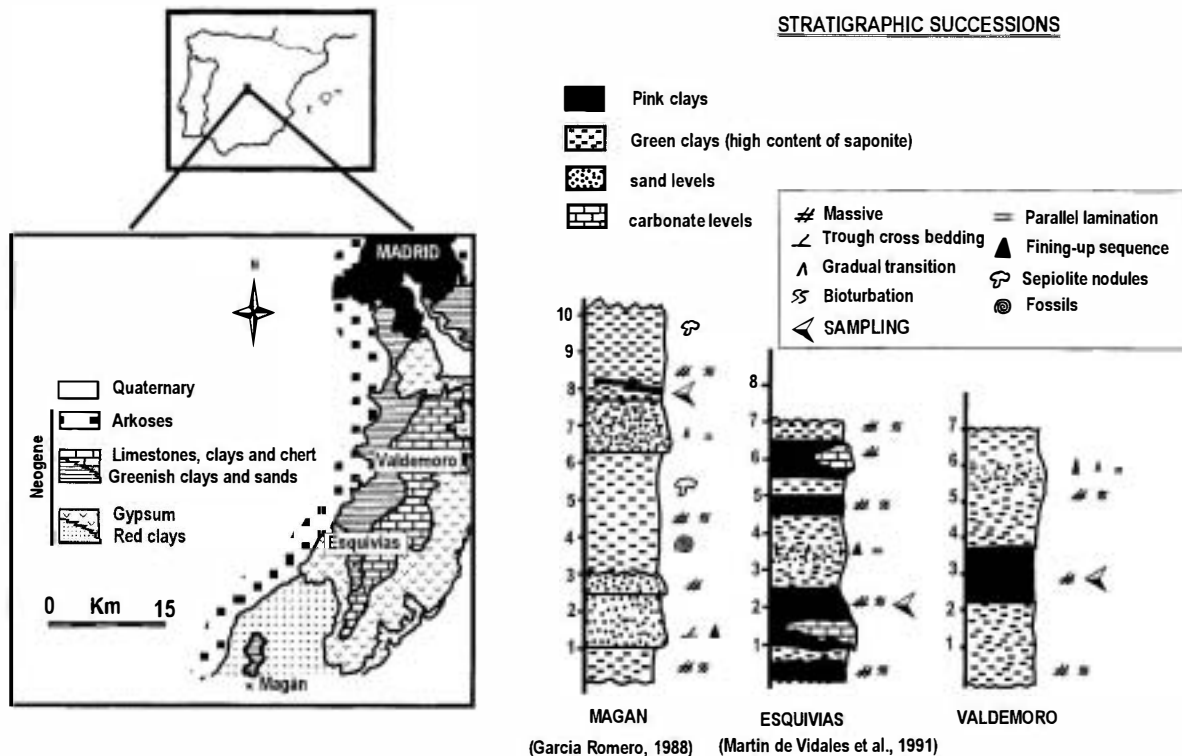 STRATIGRAPHIC SUCCESSIONS
Pink clays
Green clays (high content of saponite)
sand levels
carbonate levels
Massive
Trough cross bedding
Gradual transition
Bioturbation
SAMPLING
Parallel lamination
Fining-up sequence
Sepiolite nodules
Fossils
MADRID
Valdemoro
Esquivias
Magan
Neogene
Quaternary
Arkoses
Limestones, clays and chert
Greenish clays and sands
Gypsum
Red clays
0 Km 15
10
9
8
7
6
5
4
3
2
1
MAGAN
(Garcia Romero, 1988)
8
7
6
5
4
3
2
1
ESQUIVIAS
(Martin de Vidales et al., 1991)
7
6
5
4
3
2
1
VALDEMORO